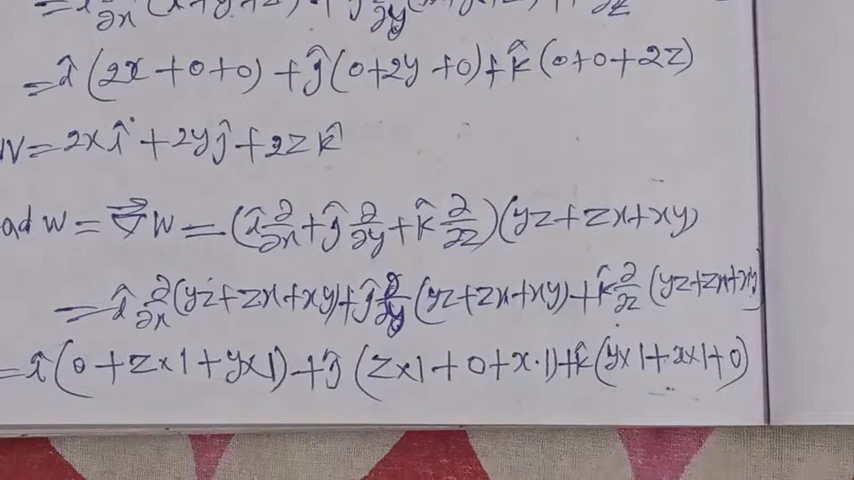 = î ∂/∂x (x+y+z) + ĵ ∂/∂y
= î (2x + 0 + 0) + ĵ (0 + 2y + 0) + k̂ (0 + 0 + 2z)
V = 2x î + 2y ĵ + 2z k̂
ad w = ∇⃗ w = (î ∂/∂x + ĵ ∂/∂y + k̂ ∂/∂z) (yz + zx + xy)
= î ∂/∂x (yz + zx + xy) + ĵ ∂/∂y (yz + zx + xy) + k̂ ∂/∂z (yz + zx + xy)
= î (0 + z×1 + y×1) + ĵ (z×1 + 0 + x·1) + k̂ (y×1 + x×1 + 0)